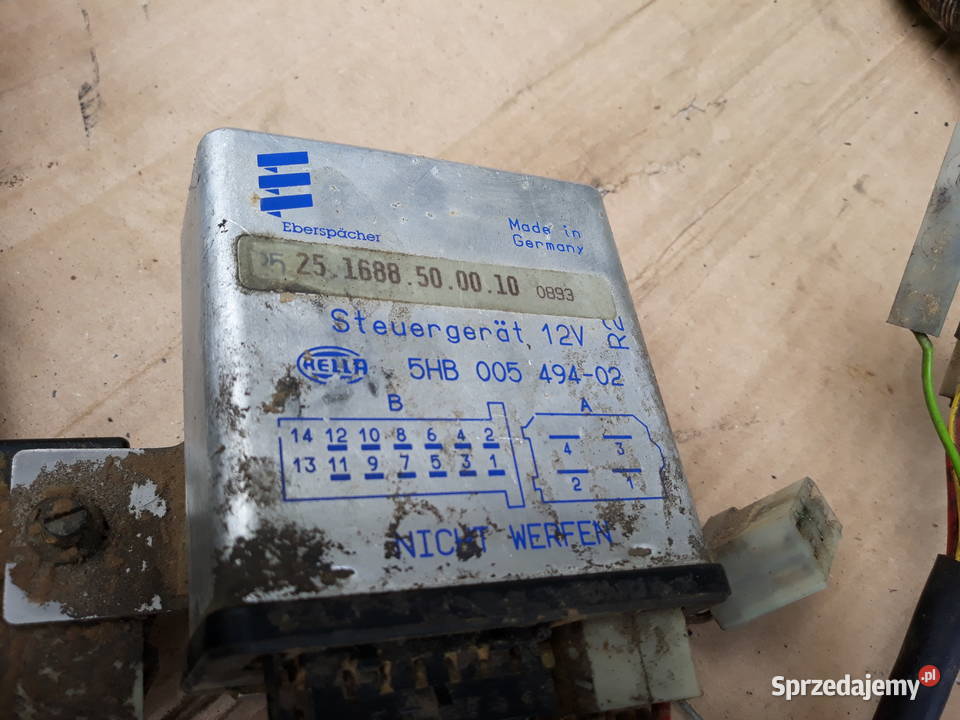 Eberspächer
Made in
Germany
25.1688.50.00.10 0893
Steuergerät 12V
HELLA 5HB 005 494-02
B A
14 12 10 8 6 4 2
13 11 9 7 5 3 1
4 3
2 1
NICHT WERFEN
Sprzedajemy.pl